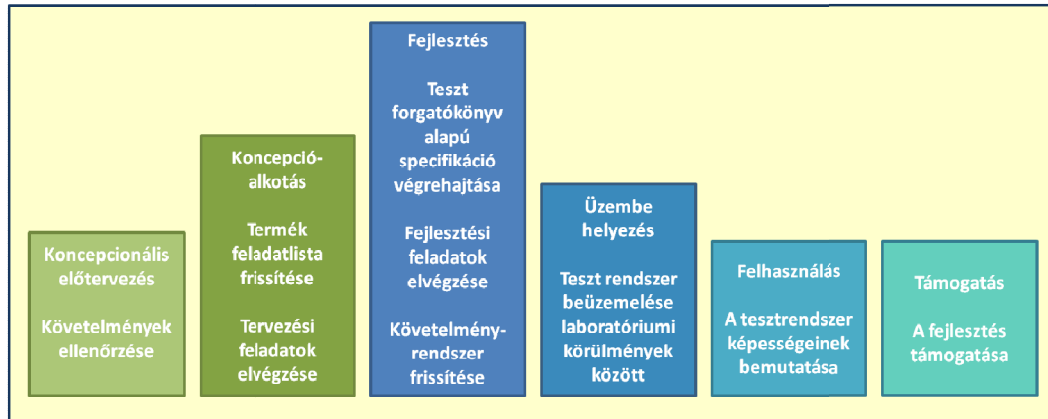 Koncepcionális
előtervezés
Követelmények
ellenőrzése
Koncepció-
alkotás
Termék
feladatlista
frissítése
Tervezési
feladatok
elvégzése
Fejlesztés
Teszt
forgatókönyv
alapú
specifikáció
végrehajtása
Fejlesztési
feladatok
elvégzése
Követelmény-
rendszer
frissítése
Üzembe
helyezés
Teszt rendszer
beüzemelése
laboratóriumi
körülmények
között
Felhasználás
A tesztrendszer
képességeinek
bemutatása
Támogatás
A fejlesztés
támogatása